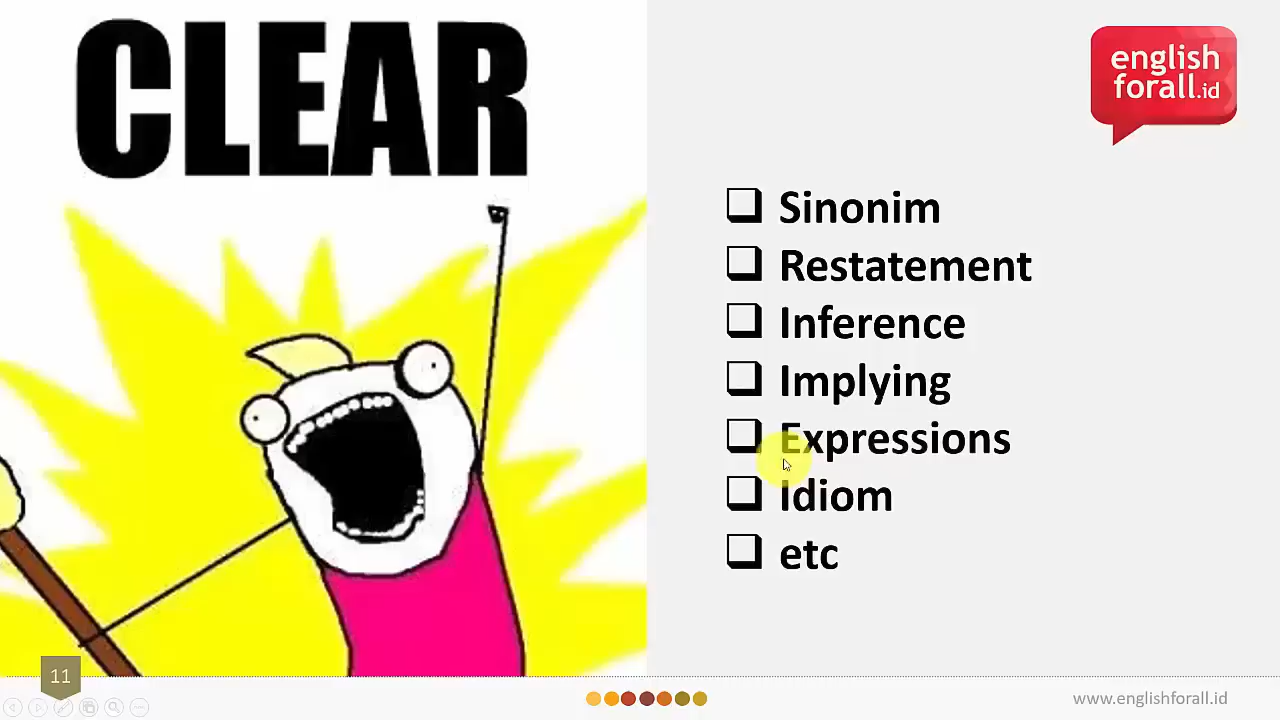 CLEAR
english
forall.id
Sinonim
Restatement
Inference
Implying
Expressions
Idiom
etc
11
www.englishforall.id